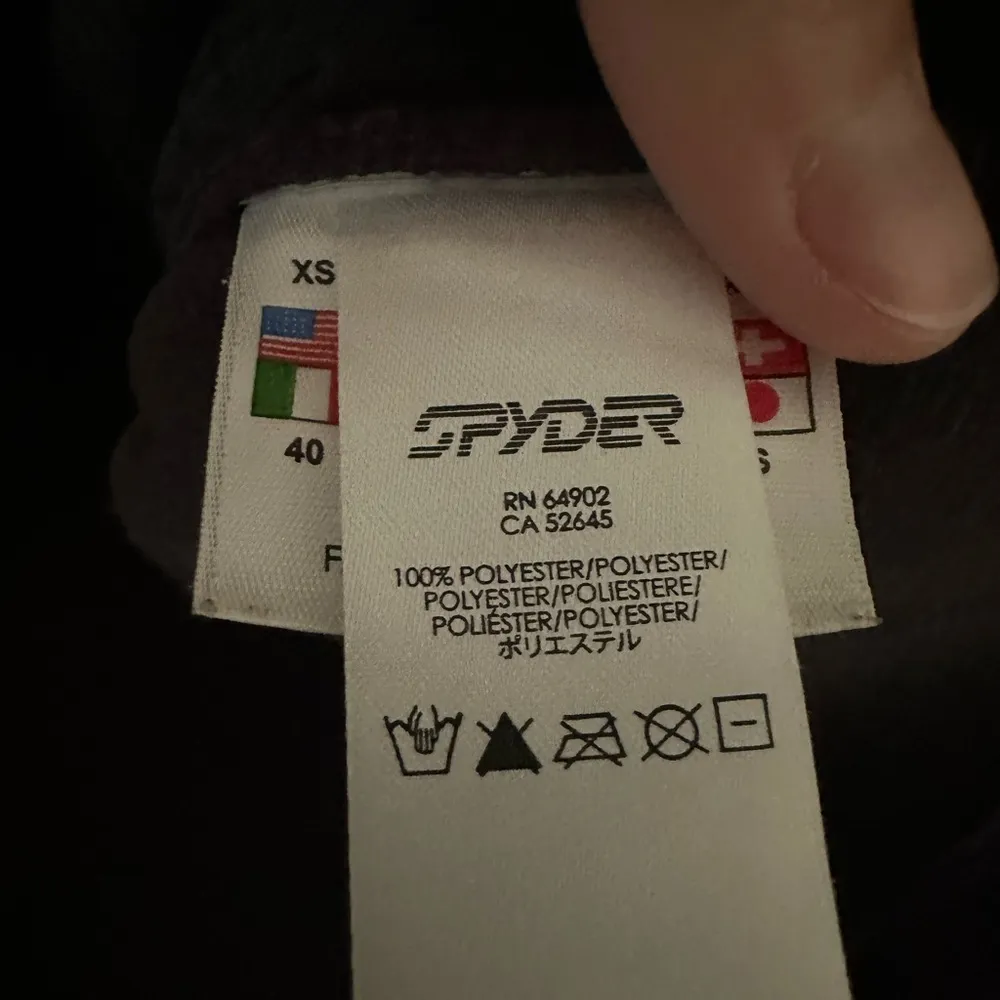 XS
40
F
SPYDER
RN 64902
CA 52645
100% POLYESTER/POLYESTER/
POLYESTER/POLIESTERE/
POLIÉSTER/POLYESTER/
ポリエステル
S